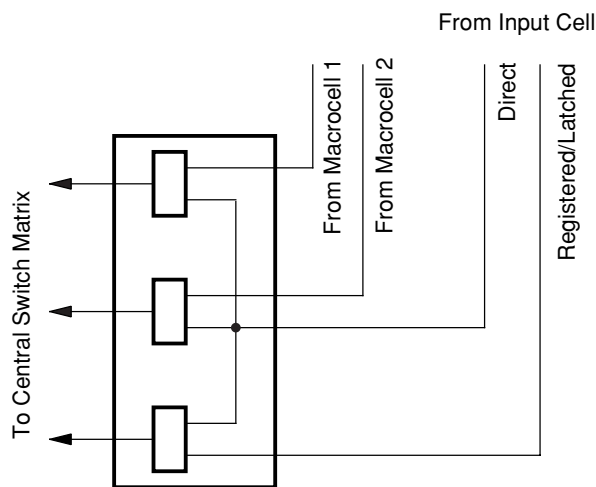 From Input Cell
From Macrocell 1
From Macrocell 2
Direct
Registered/Latched
To Central Switch Matrix